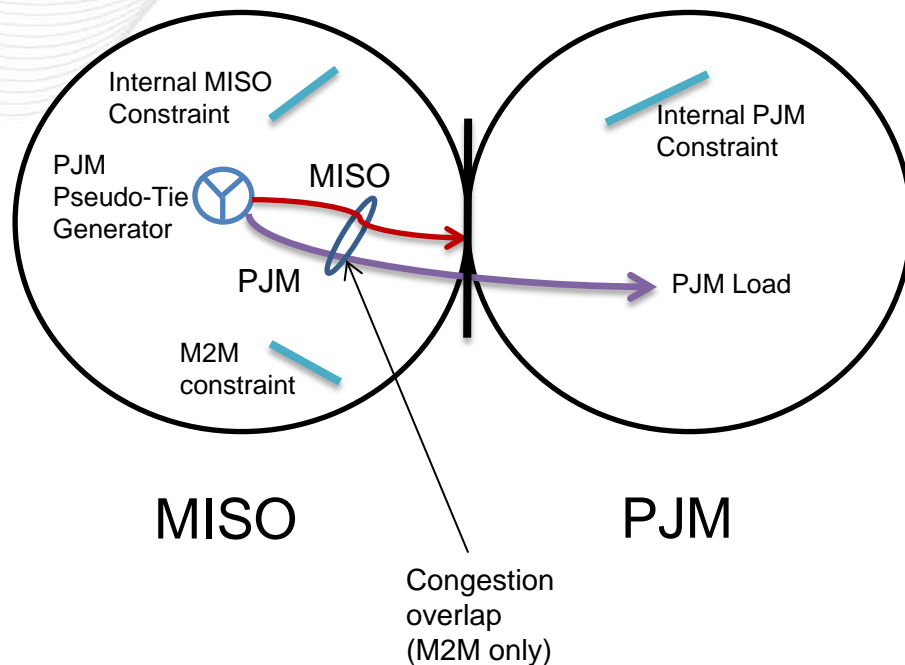 Internal MISO
Constraint
Internal PJM
Constraint
PJM
Pseudo-Tie
Generator
MISO
PJM
PJM Load
M2M
constraint
MISO
PJM
Congestion
overlap
(M2M only)